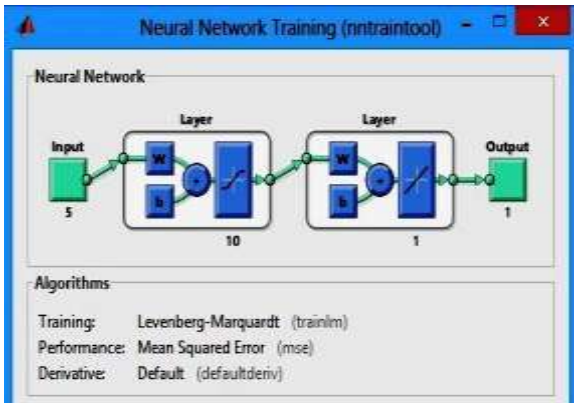 Neural Network Training (nntraintool)
Neural Network
Layer Layer
Input Output
W W
b b
+ +
5 10 1 1
Algorithms
Training: Levenberg-Marquardt (trainlm)
Performance: Mean Squared Error (mse)
Derivative: Default (defaultderiv)